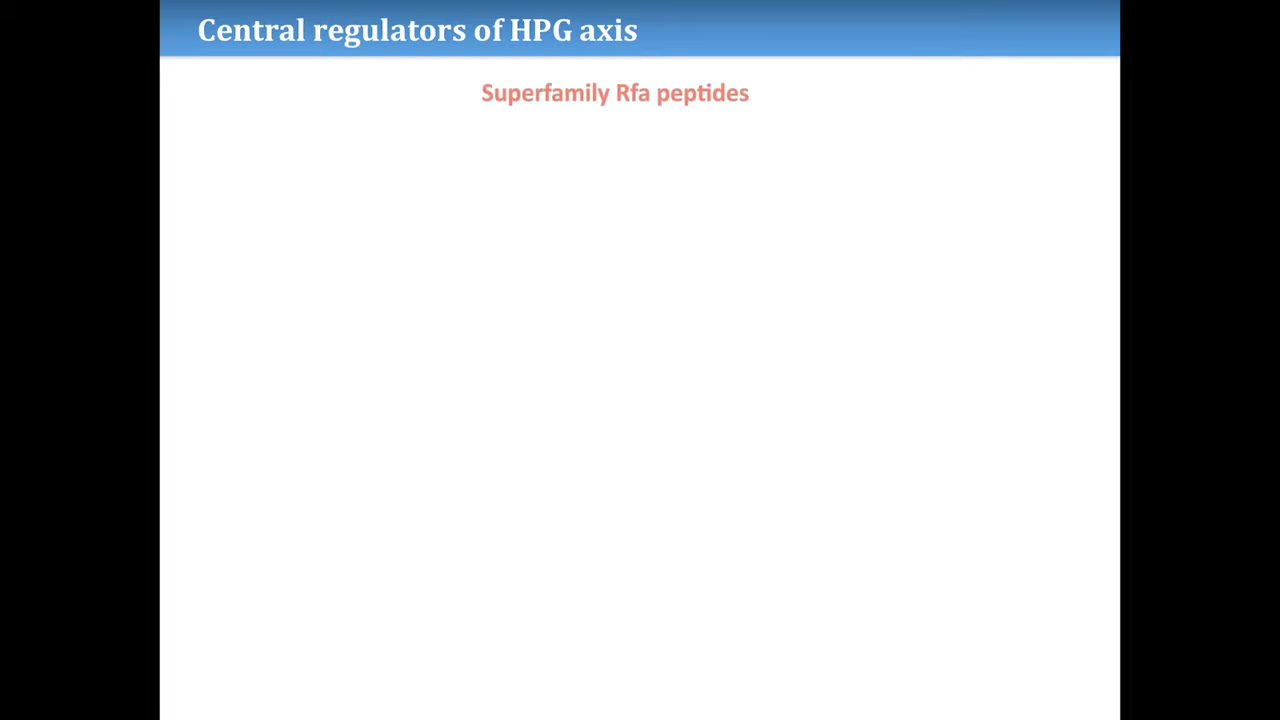 Central regulators of HPG axis
Superfamily Rfa peptides